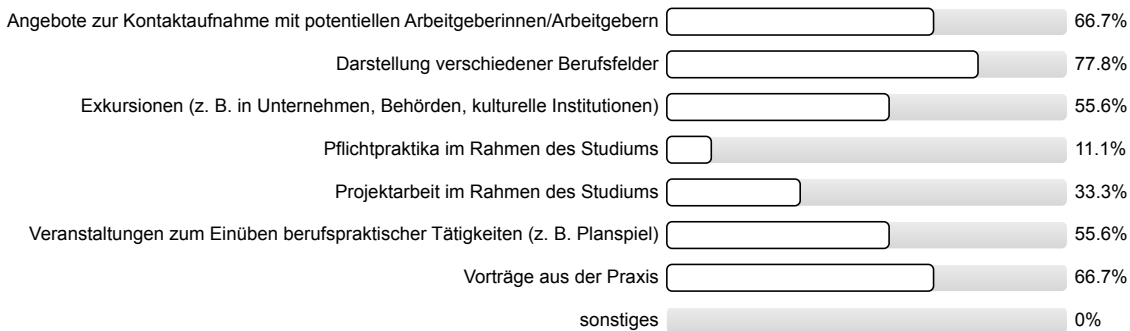 Angebote zur Kontaktaufnahme mit potentiellen Arbeitgeberinnen/Arbeitgebern 66.7%
Darstellung verschiedener Berufsfelder 77.8%
Exkursionen (z. B. in Unternehmen, Behörden, kulturelle Institutionen) 55.6%
Pflichtpraktika im Rahmen des Studiums 11.1%
Projektarbeit im Rahmen des Studiums 33.3%
Veranstaltungen zum Einüben berufspraktischer Tätigkeiten (z. B. Planspiel) 55.6%
Vorträge aus der Praxis 66.7%
sonstiges 0%